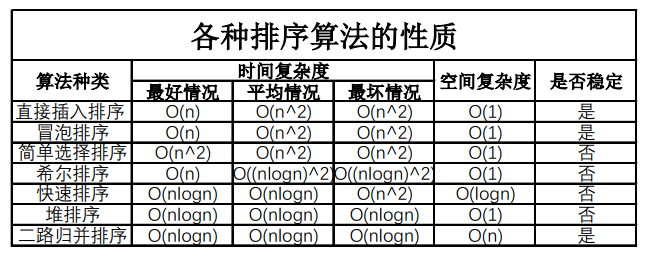 各种排序算法的性质
算法种类 时间复杂度 空间复杂度 是否稳定
最好情况 平均情况 最坏情况
直接插入排序 O(n) O(n^2) O(n^2) O(1) 是
冒泡排序 O(n) O(n^2) O(n^2) O(1) 是
简单选择排序 O(n^2) O(n^2) O(n^2) O(1) 否
希尔排序 O(n) O((nlogn)^2) O((nlogn)^2) O(1) 否
快速排序 O(nlogn) O(nlogn) O(n^2) O(logn) 否
堆排序 O(nlogn) O(nlogn) O(nlogn) O(1) 否
二路归并排序 O(nlogn) O(nlogn) O(nlogn) O(n) 是